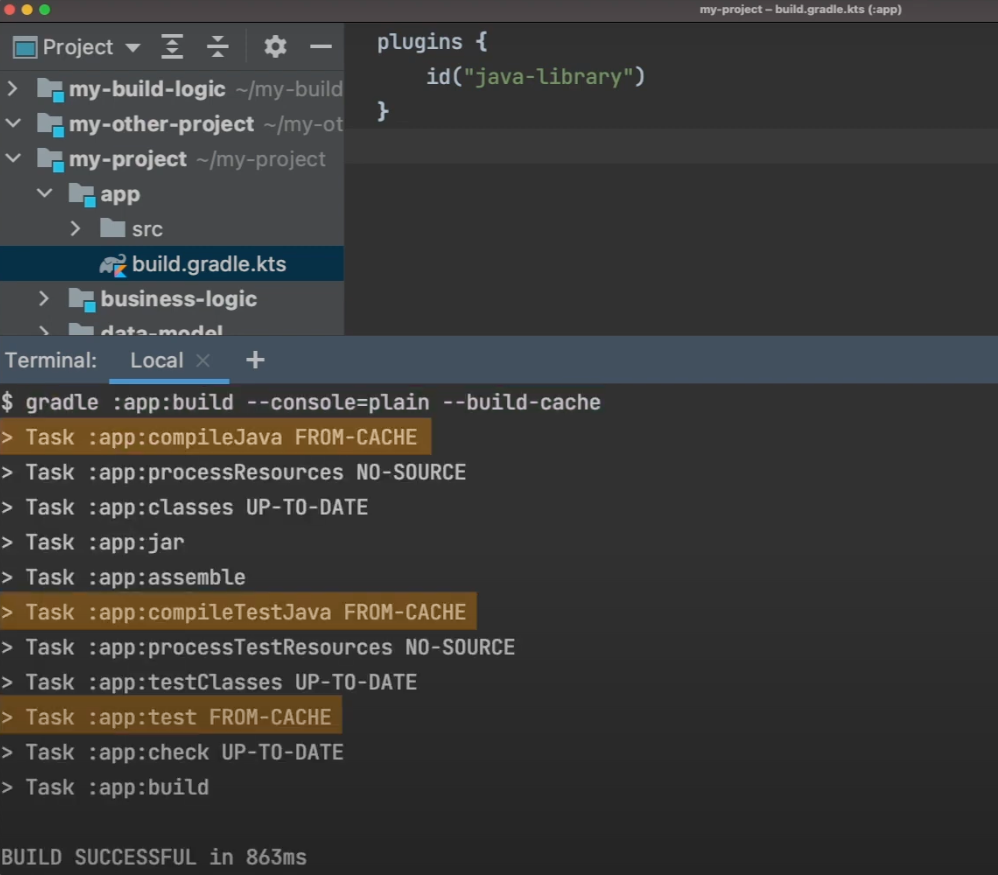 my-project – build.gradle.kts (:app)
Project
my-build-logic ~/my-build
my-other-project ~/my-ot
my-project ~/my-project
app
src
build.gradle.kts
business-logic
data-model
plugins {
id("java-library")
}
Terminal: Local × +
$ gradle :app:build --console=plain --build-cache
> Task :app:compileJava FROM-CACHE
> Task :app:processResources NO-SOURCE
> Task :app:classes UP-TO-DATE
> Task :app:jar
> Task :app:assemble
> Task :app:compileTestJava FROM-CACHE
> Task :app:processTestResources NO-SOURCE
> Task :app:testClasses UP-TO-DATE
> Task :app:test FROM-CACHE
> Task :app:check UP-TO-DATE
> Task :app:build
BUILD SUCCESSFUL in 863ms